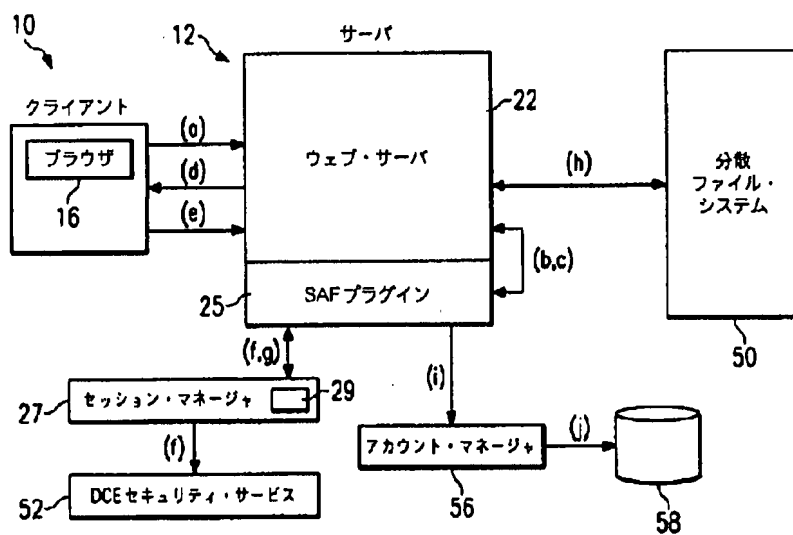 10
12
サーバ
クライアント
ブラウザ
16
(a)
(d)
(e)
22
ウェブ・サーバ
(h)
分散
ファイル・
システム
(b,c)
25
SAFプラグイン
50
(f,g)
(i)
27
セッション・マネージャ
29
(f)
アカウント・マネージャ
(j)
52
DCEセキュリティ・サービス
56
58